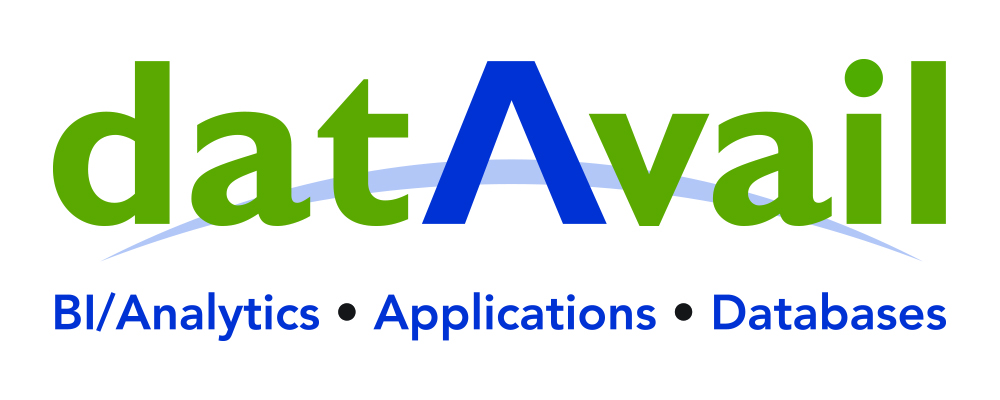 datAvail
BI/Analytics • Applications • Databases